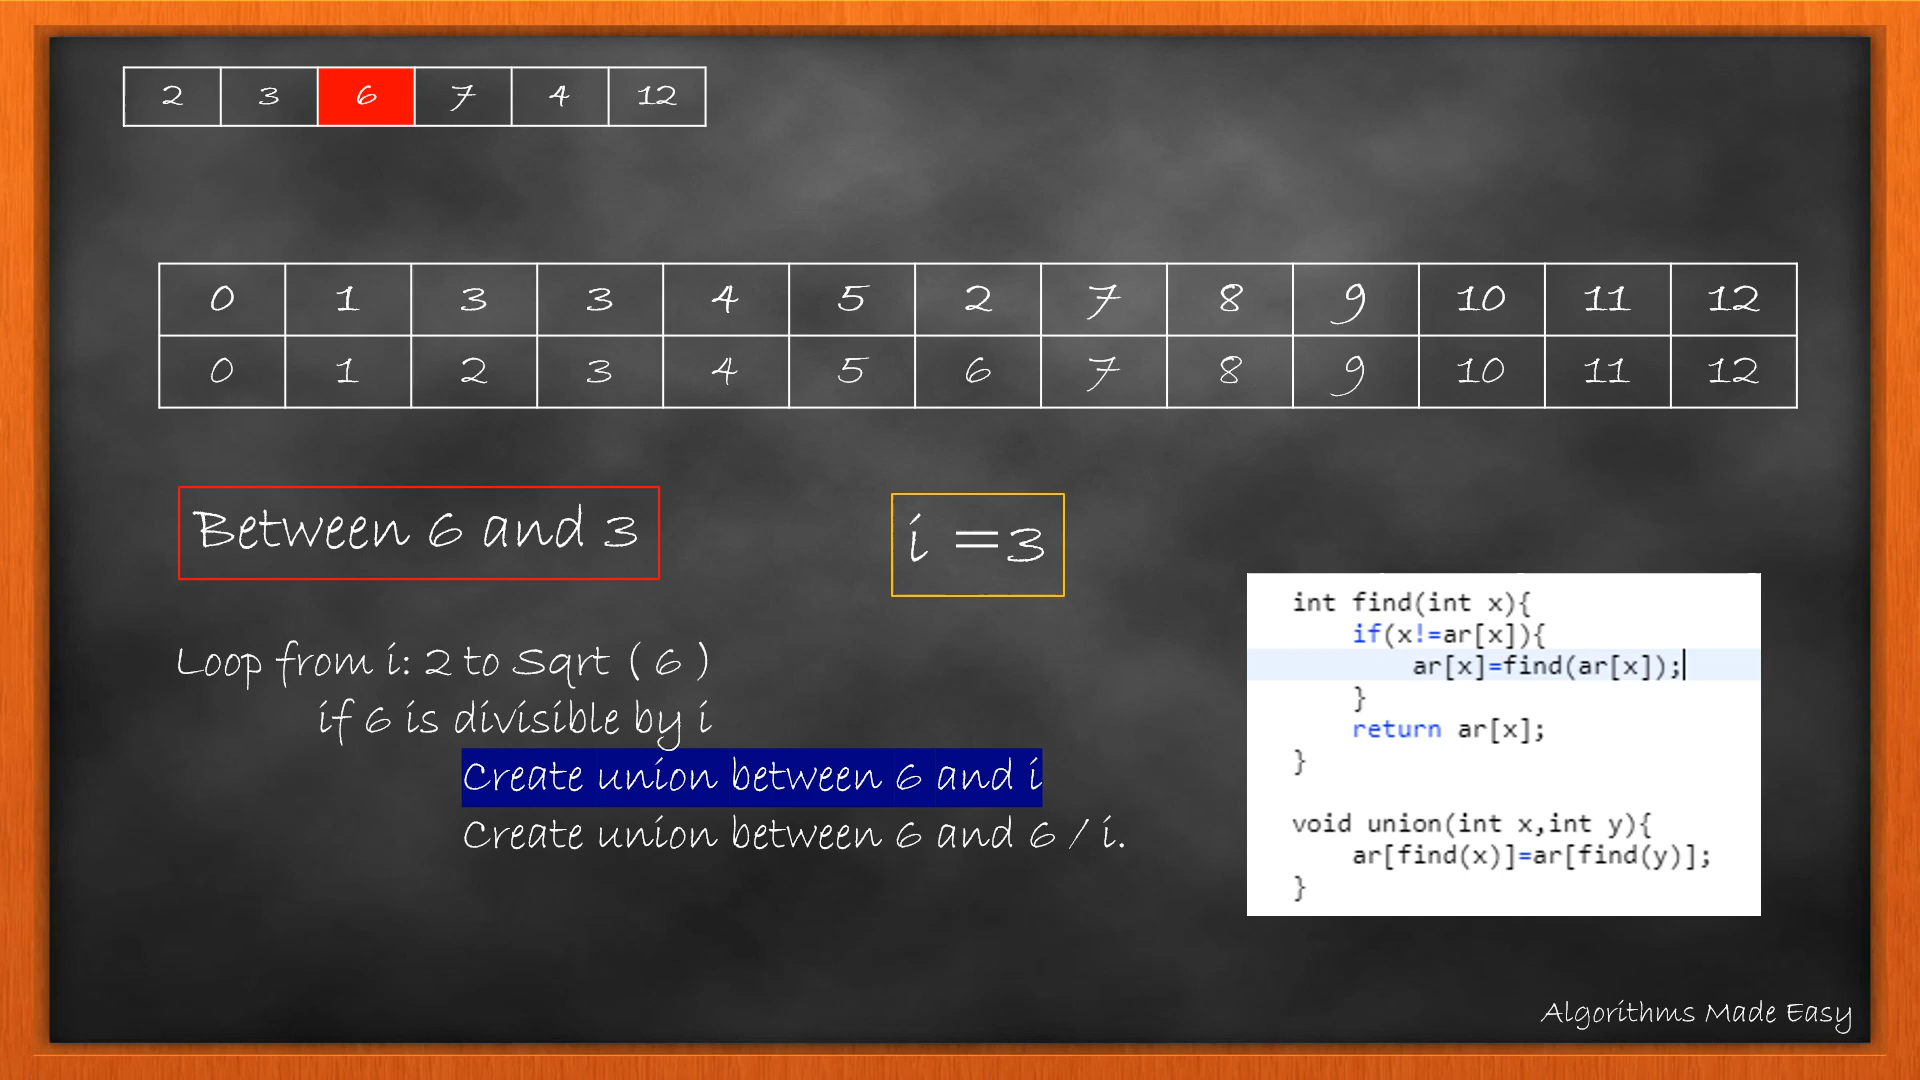 2 3 6 7 4 12
0 1 3 3 4 5 2 7 8 9 10 11 12
0 1 2 3 4 5 6 7 8 9 10 11 12
Between 6 and 3
i =3
Loop from i: 2 to Sqrt ( 6 )
if 6 is divisible by i
Create union between 6 and i
Create union between 6 and 6 / i.
int find(int x){
if(x!=ar[x]){
ar[x]=find(ar[x]);
}
return ar[x];
}
void union(int x,int y){
ar[find(x)]=ar[find(y)];
}
Algorithms Made Easy